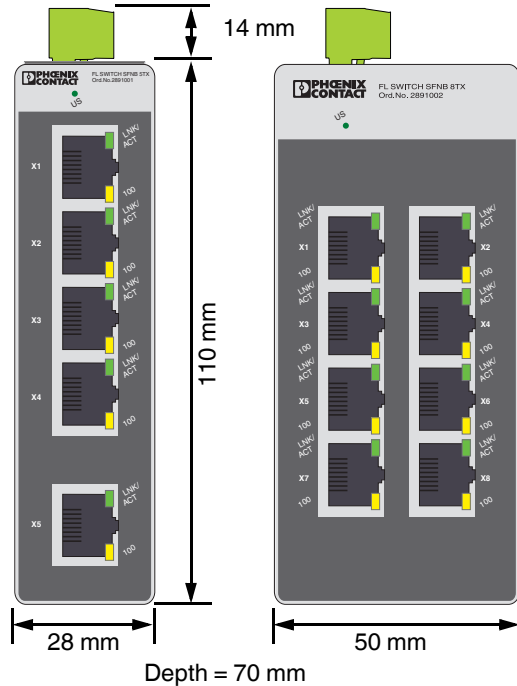 14 mm
PHŒNIX
CONTACT
FL SWITCH SFNB 5TX
Ord.No. 2891001
US
X1
LNK/
ACT
100
X2
LNK/
ACT
100
X3
LNK/
ACT
100
X4
LNK/
ACT
100
X5
LNK/
ACT
100
110 mm
28 mm
PHŒNIX
CONTACT
FL SWITCH SFNB 8TX
Ord.No. 2891002
US
LNK/
ACT
X1
100
LNK/
ACT
X2
100
LNK/
ACT
X3
100
LNK/
ACT
X4
100
LNK/
ACT
X5
100
LNK/
ACT
X6
100
LNK/
ACT
X7
100
LNK/
ACT
X8
100
50 mm
Depth = 70 mm